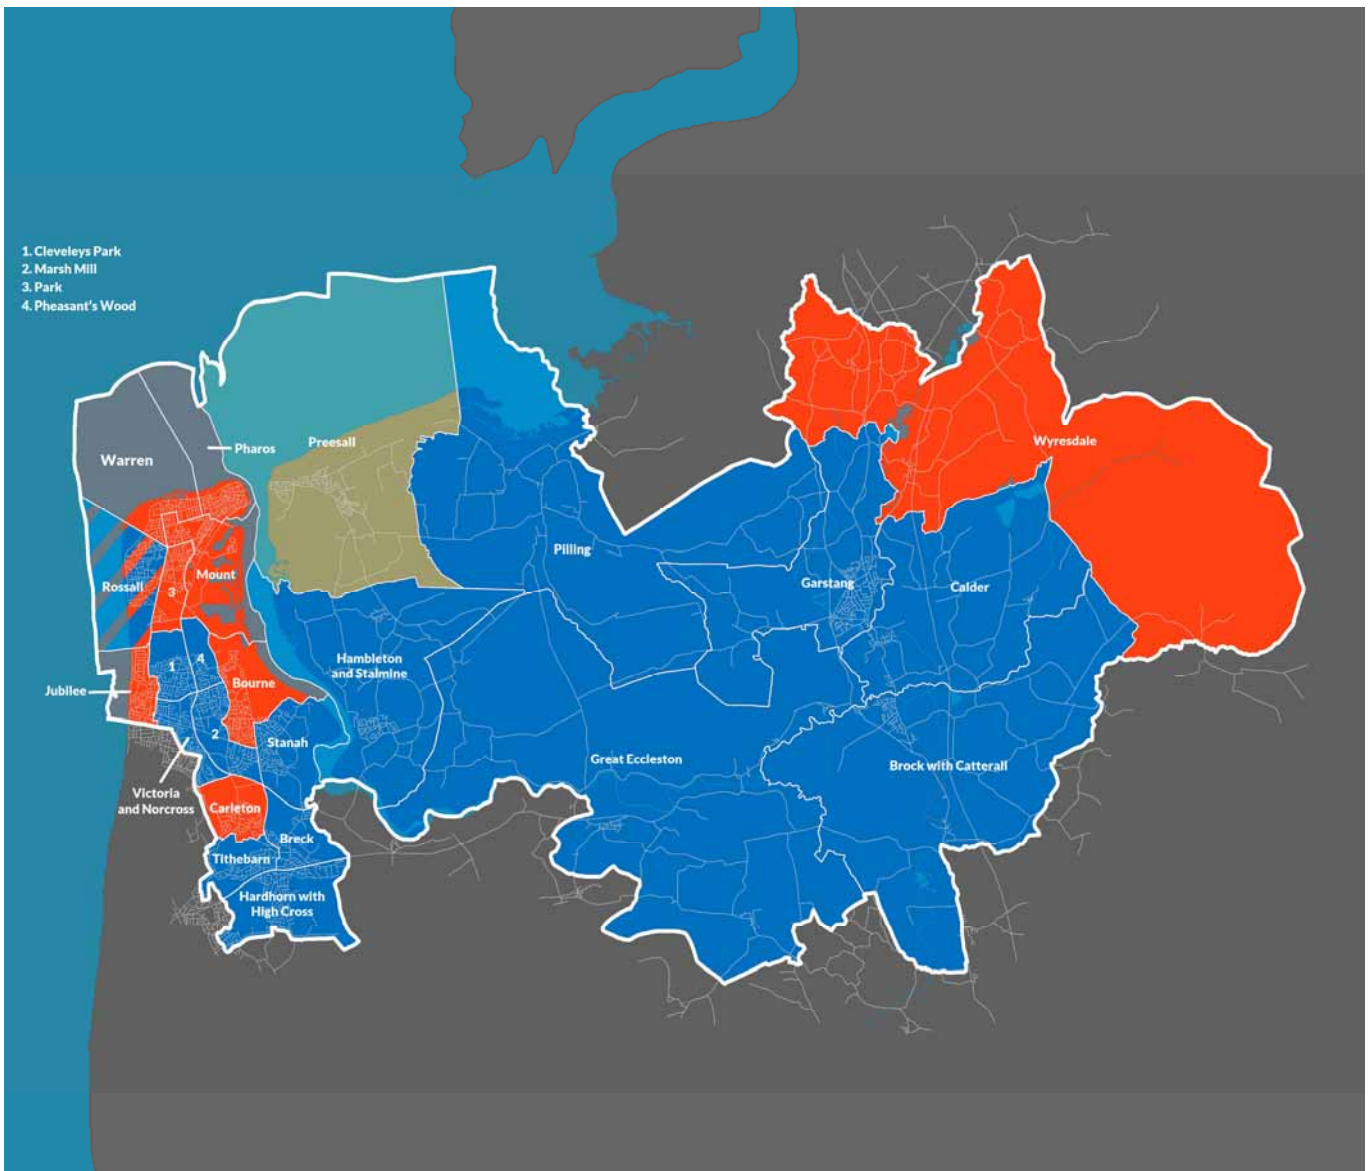 1. Cleveleys Park
2. Marsh Mill
3. Park
4. Pheasant's Wood
Preesall
Pharos
Warren
Wyresdale
Pilling
Mount
Rossall
3
Garstang
Calder
1
4
Hambleton
and Stalmine
Bourne
Jubilee
2
Stanah
Great Eccleston
Brock with Catterall
Victoria
and Norcross
Carleton
Breck
Tithebarn
Hardhorn with
High Cross